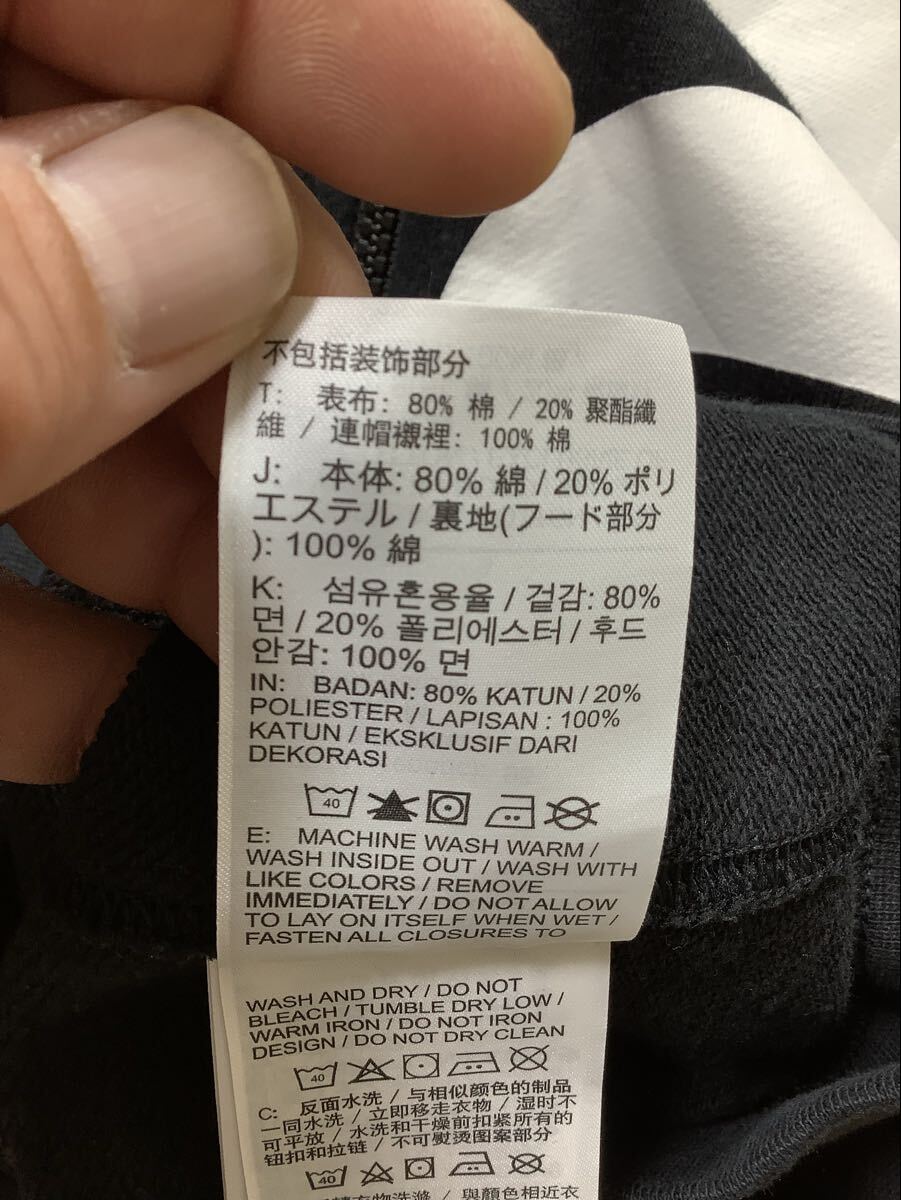 不包括装饰部分
T: 表布: 80% 棉 / 20% 聚酯纖
維 / 連帽襯裡: 100% 棉
J: 本体: 80% 綿 / 20% ポリ
エステル / 裏地(フード部分
): 100% 綿
K: 섬유혼용율 / 겉감: 80%
면 / 20% 폴리에스터 / 후드
안감: 100% 면
IN: BADAN: 80% KATUN / 20%
POLIESTER / LAPISAN : 100%
KATUN / EKSKLUSIF DARI
DEKORASI
40
E: MACHINE WASH WARM /
WASH INSIDE OUT / WASH WITH
LIKE COLORS / REMOVE
IMMEDIATELY / DO NOT ALLOW
TO LAY ON ITSELF WHEN WET /
FASTEN ALL CLOSURES TO
WASH AND DRY / DO NOT
BLEACH / TUMBLE DRY LOW /
WARM IRON / DO NOT IRON
DESIGN / DO NOT DRY CLEAN
40
C: 反面水洗 / 与相似颜色的制品
一同水洗 / 立即移走衣物 / 湿时不
可平放 / 水洗和干燥前扣紧所有的
钮扣和拉链 / 不可熨烫图案部分
40
與顏色相近衣